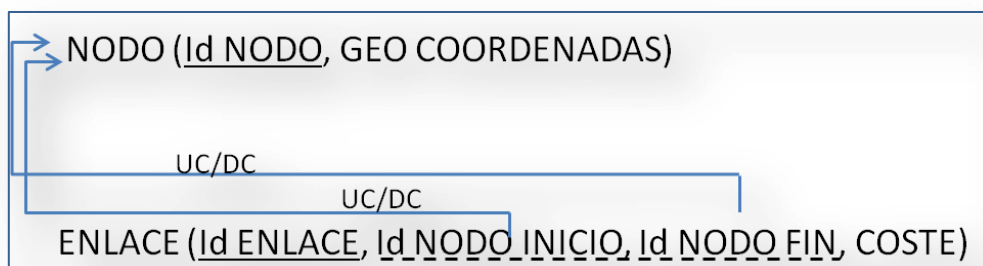 NODO (Id NODO, GEO COORDENADAS)
UC/DC
UC/DC
ENLACE (Id ENLACE, Id NODO INICIO, Id NODO FIN, COSTE)